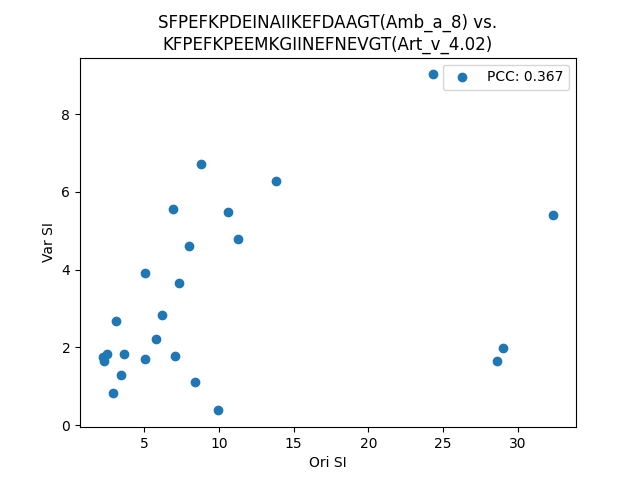 SFPEFKPDEINAIIKEFDAAGT(Amb_a_8) vs.
KFPEFKPEEMKGIINEFNEVGT(Art_v_4.02)
PCC: 0.367
Var SI
8
6
4
2
0
5 10 15 20 25 30
Ori SI